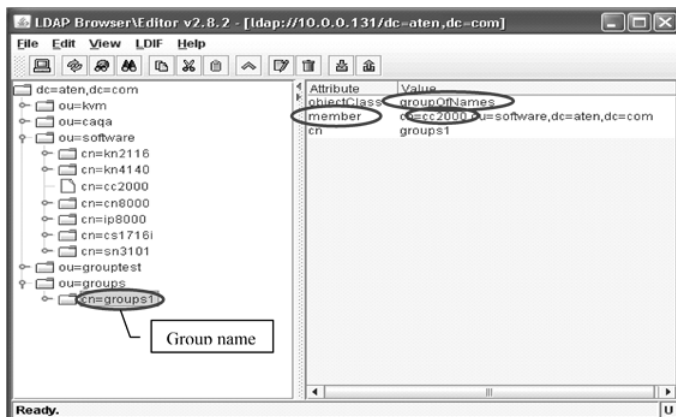 LDAP Browser\Editor v2.8.2 - [ldap://10.0.0.131/dc=aten,dc=com]
File Edit View LDIF Help
dc=aten,dc=com
ou=kvm
ou=caqa
ou=software
cn=kn2116
cn=kn4140
cn=cc2000
cn=cn8000
cn=ip8000
cn=cs1716i
cn=sn3101
ou=grouptest
ou=groups
cn=groups1
Group name
Attribute Value
objectClass groupOfNames
member cn=cc2000,ou=software,dc=aten,dc=com
cn groups1
Ready. U